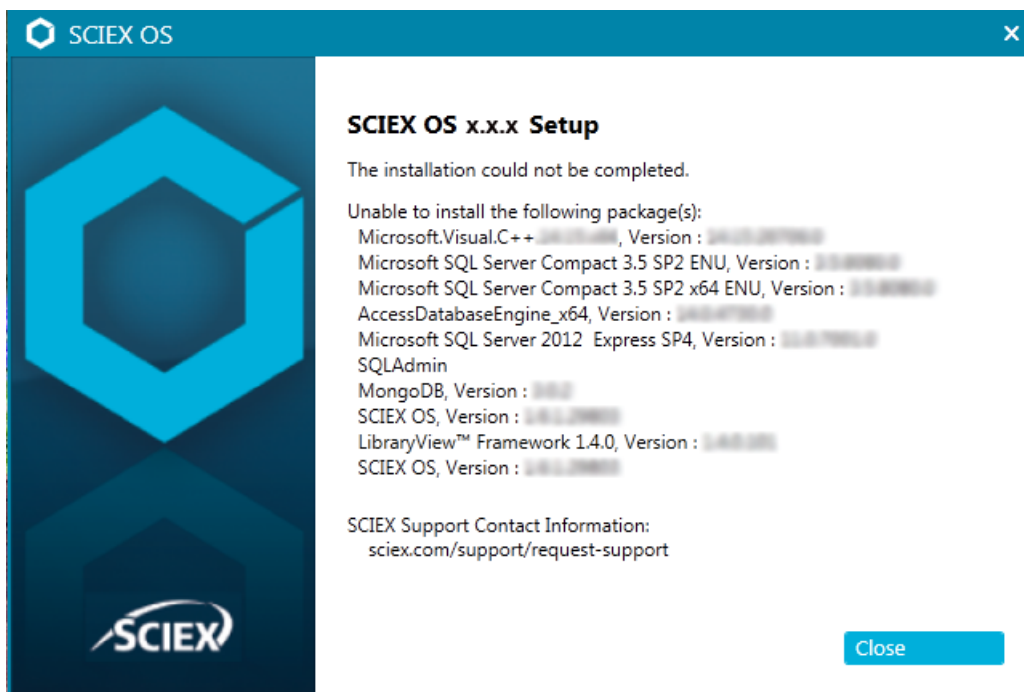 SCIEX OS
SCIEX OS x.x.x Setup
The installation could not be completed.
Unable to install the following package(s):
Microsoft.Visual.C++ , Version :
Microsoft SQL Server Compact 3.5 SP2 ENU, Version :
Microsoft SQL Server Compact 3.5 SP2 x64 ENU, Version :
AccessDatabaseEngine_x64, Version :
Microsoft SQL Server 2012 Express SP4, Version :
SQLAdmin
MongoDB, Version :
SCIEX OS, Version :
LibraryView™ Framework 1.4.0, Version :
SCIEX OS, Version :
SCIEX Support Contact Information:
sciex.com/support/request-support
SCIEX
Close